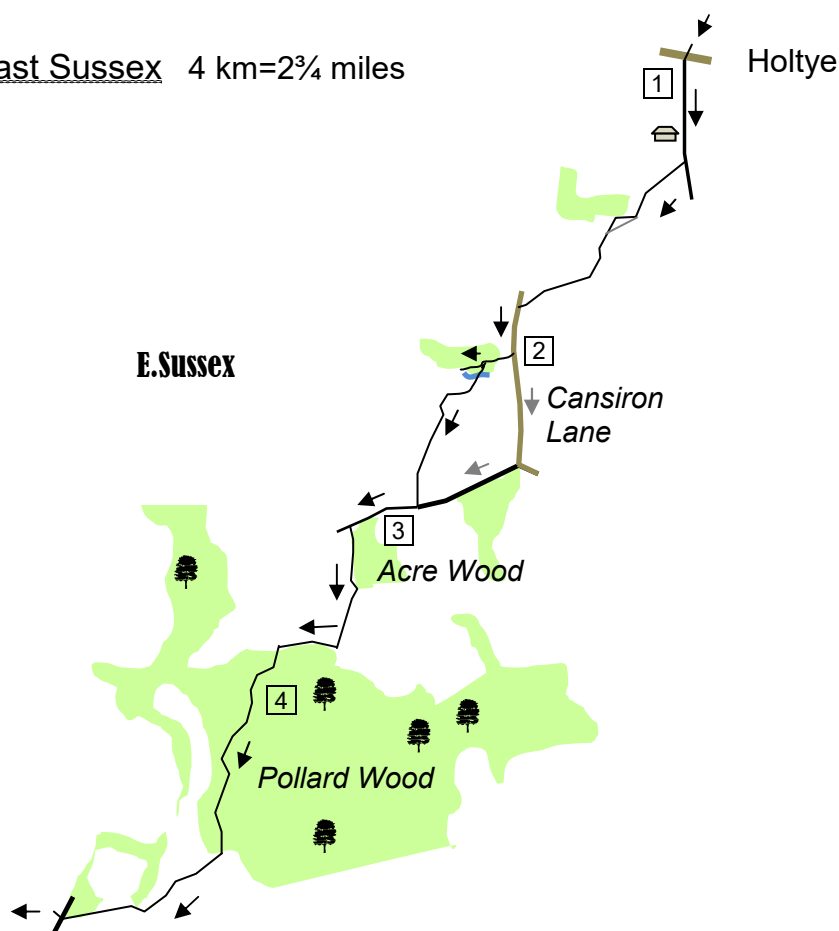 ast Sussex 4 km=2¾ miles
Holtye
1
E.Sussex
2
Cansiron
Lane
3
Acre Wood
4
Pollard Wood